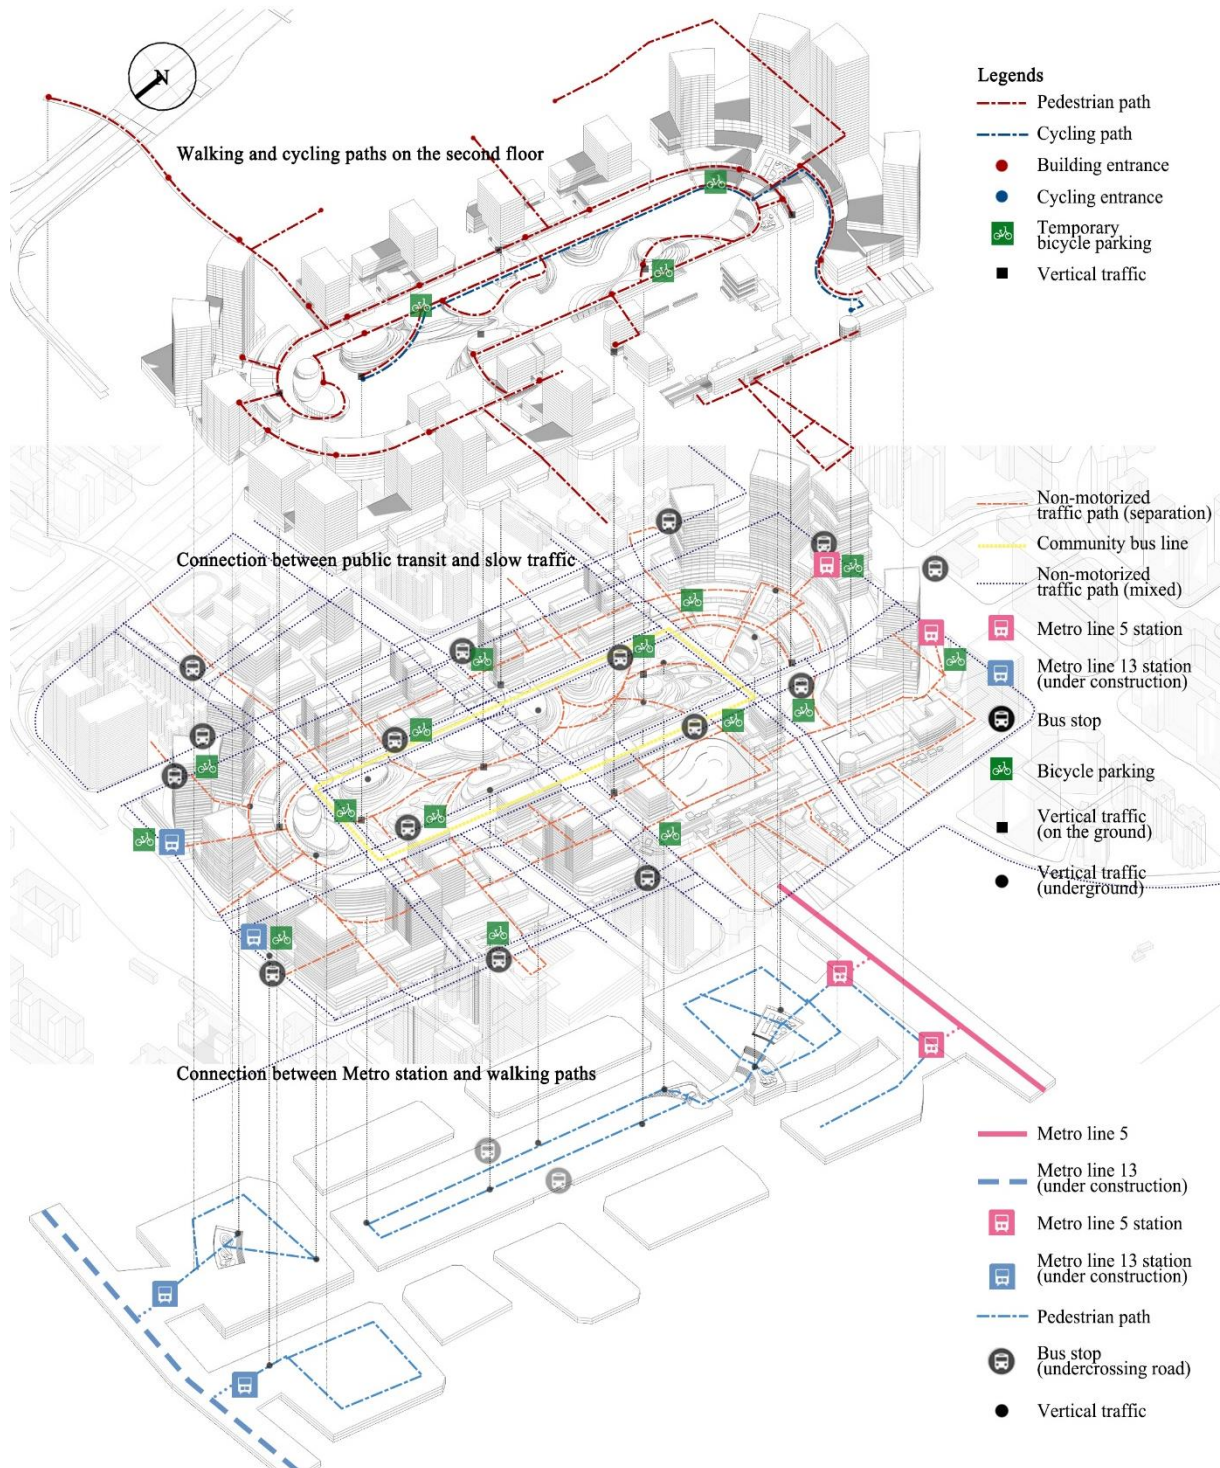 N
Walking and cycling paths on the second floor
Legends
Pedestrian path
Cycling path
Building entrance
Cycling entrance
Temporary
bicycle parking
Vertical traffic
Connection between public transit and slow traffic
Non-motorized
traffic path (separation)
Community bus line
Non-motorized
traffic path (mixed)
Metro line 5 station
Metro line 13 station
(under construction)
Bus stop
Bicycle parking
Vertical traffic
(on the ground)
Vertical traffic
(underground)
Connection between Metro station and walking paths
Metro line 5
Metro line 13
(under construction)
Metro line 5 station
Metro line 13 station
(under construction)
Pedestrian path
Bus stop
(undercrossing road)
Vertical traffic